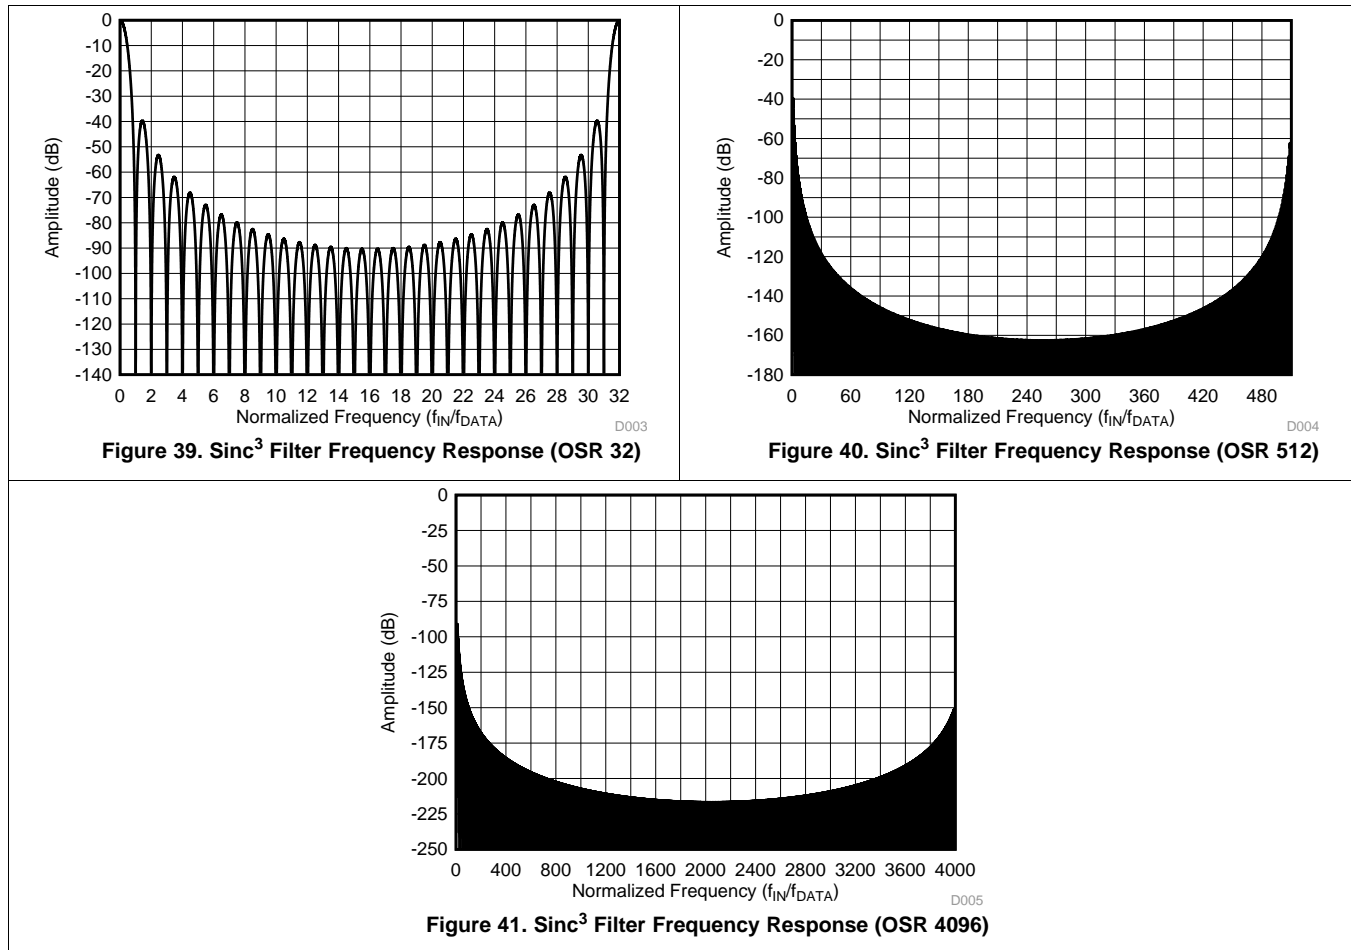 0
-10
-20
-30
-40
-50
-60
-70
-80
-90
-100
-110
-120
-130
-140
Amplitude (dB)
0 2 4 6 8 10 12 14 16 18 20 22 24 26 28 30 32
Normalized Frequency (fIN/fDATA)
D003
Figure 39. Sinc3 Filter Frequency Response (OSR 32)
0
-20
-40
-60
-80
-100
-120
-140
-160
-180
Amplitude (dB)
0 60 120 180 240 300 360 420 480
Normalized Frequency (fIN/fDATA)
D004
Figure 40. Sinc3 Filter Frequency Response (OSR 512)
0
-25
-50
-75
-100
-125
-150
-175
-200
-225
-250
Amplitude (dB)
0 400 800 1200 1600 2000 2400 2800 3200 3600 4000
Normalized Frequency (fIN/fDATA)
D005
Figure 41. Sinc3 Filter Frequency Response (OSR 4096)